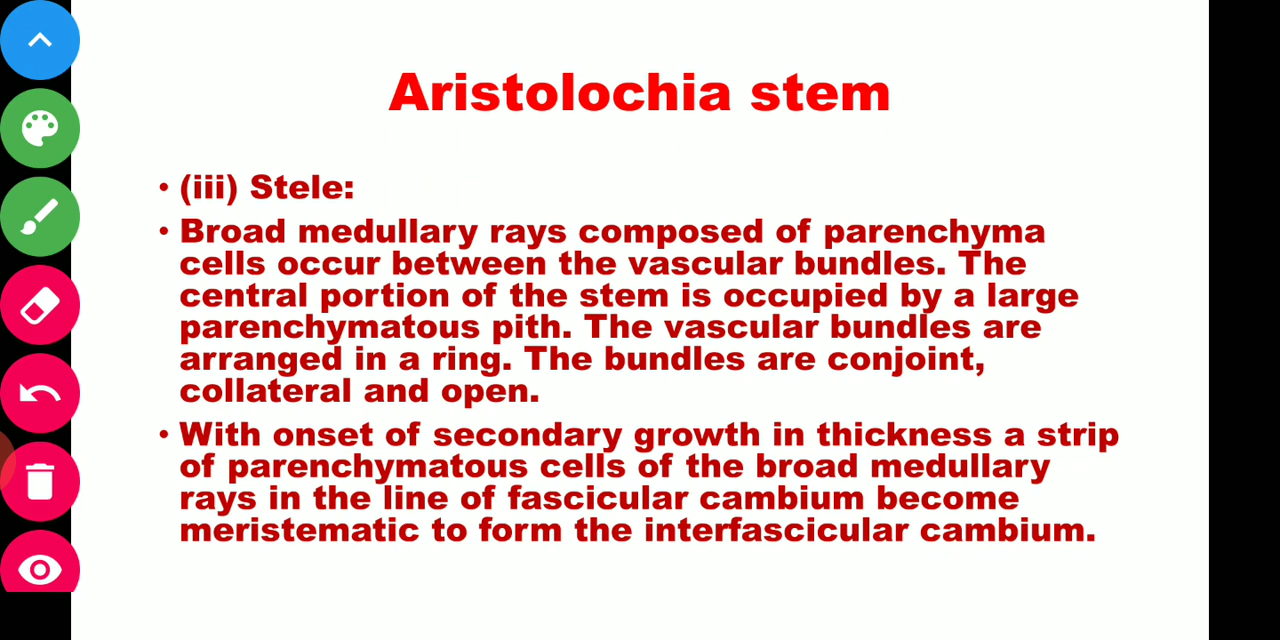 Aristolochia stem
• (iii) Stele:
• Broad medullary rays composed of parenchyma
cells occur between the vascular bundles. The
central portion of the stem is occupied by a large
parenchymatous pith. The vascular bundles are
arranged in a ring. The bundles are conjoint,
collateral and open.
• With onset of secondary growth in thickness a strip
of parenchymatous cells of the broad medullary
rays in the line of fascicular cambium become
meristematic to form the interfascicular cambium.